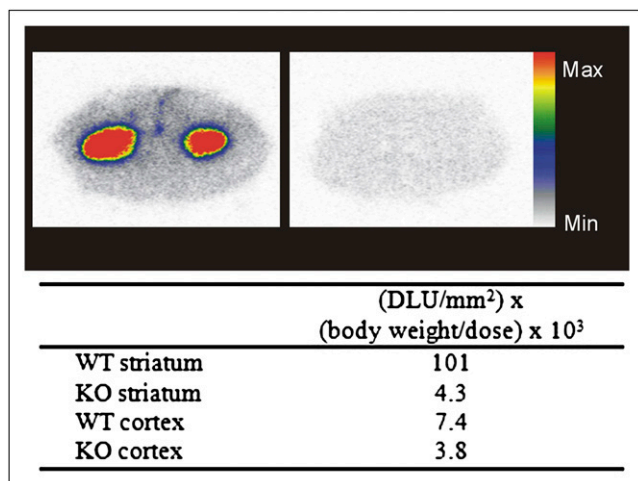 Max
Min
(DLU/mm²) x
(body weight/dose) x 10³
WT striatum 101
KO striatum 4.3
WT cortex 7.4
KO cortex 3.8